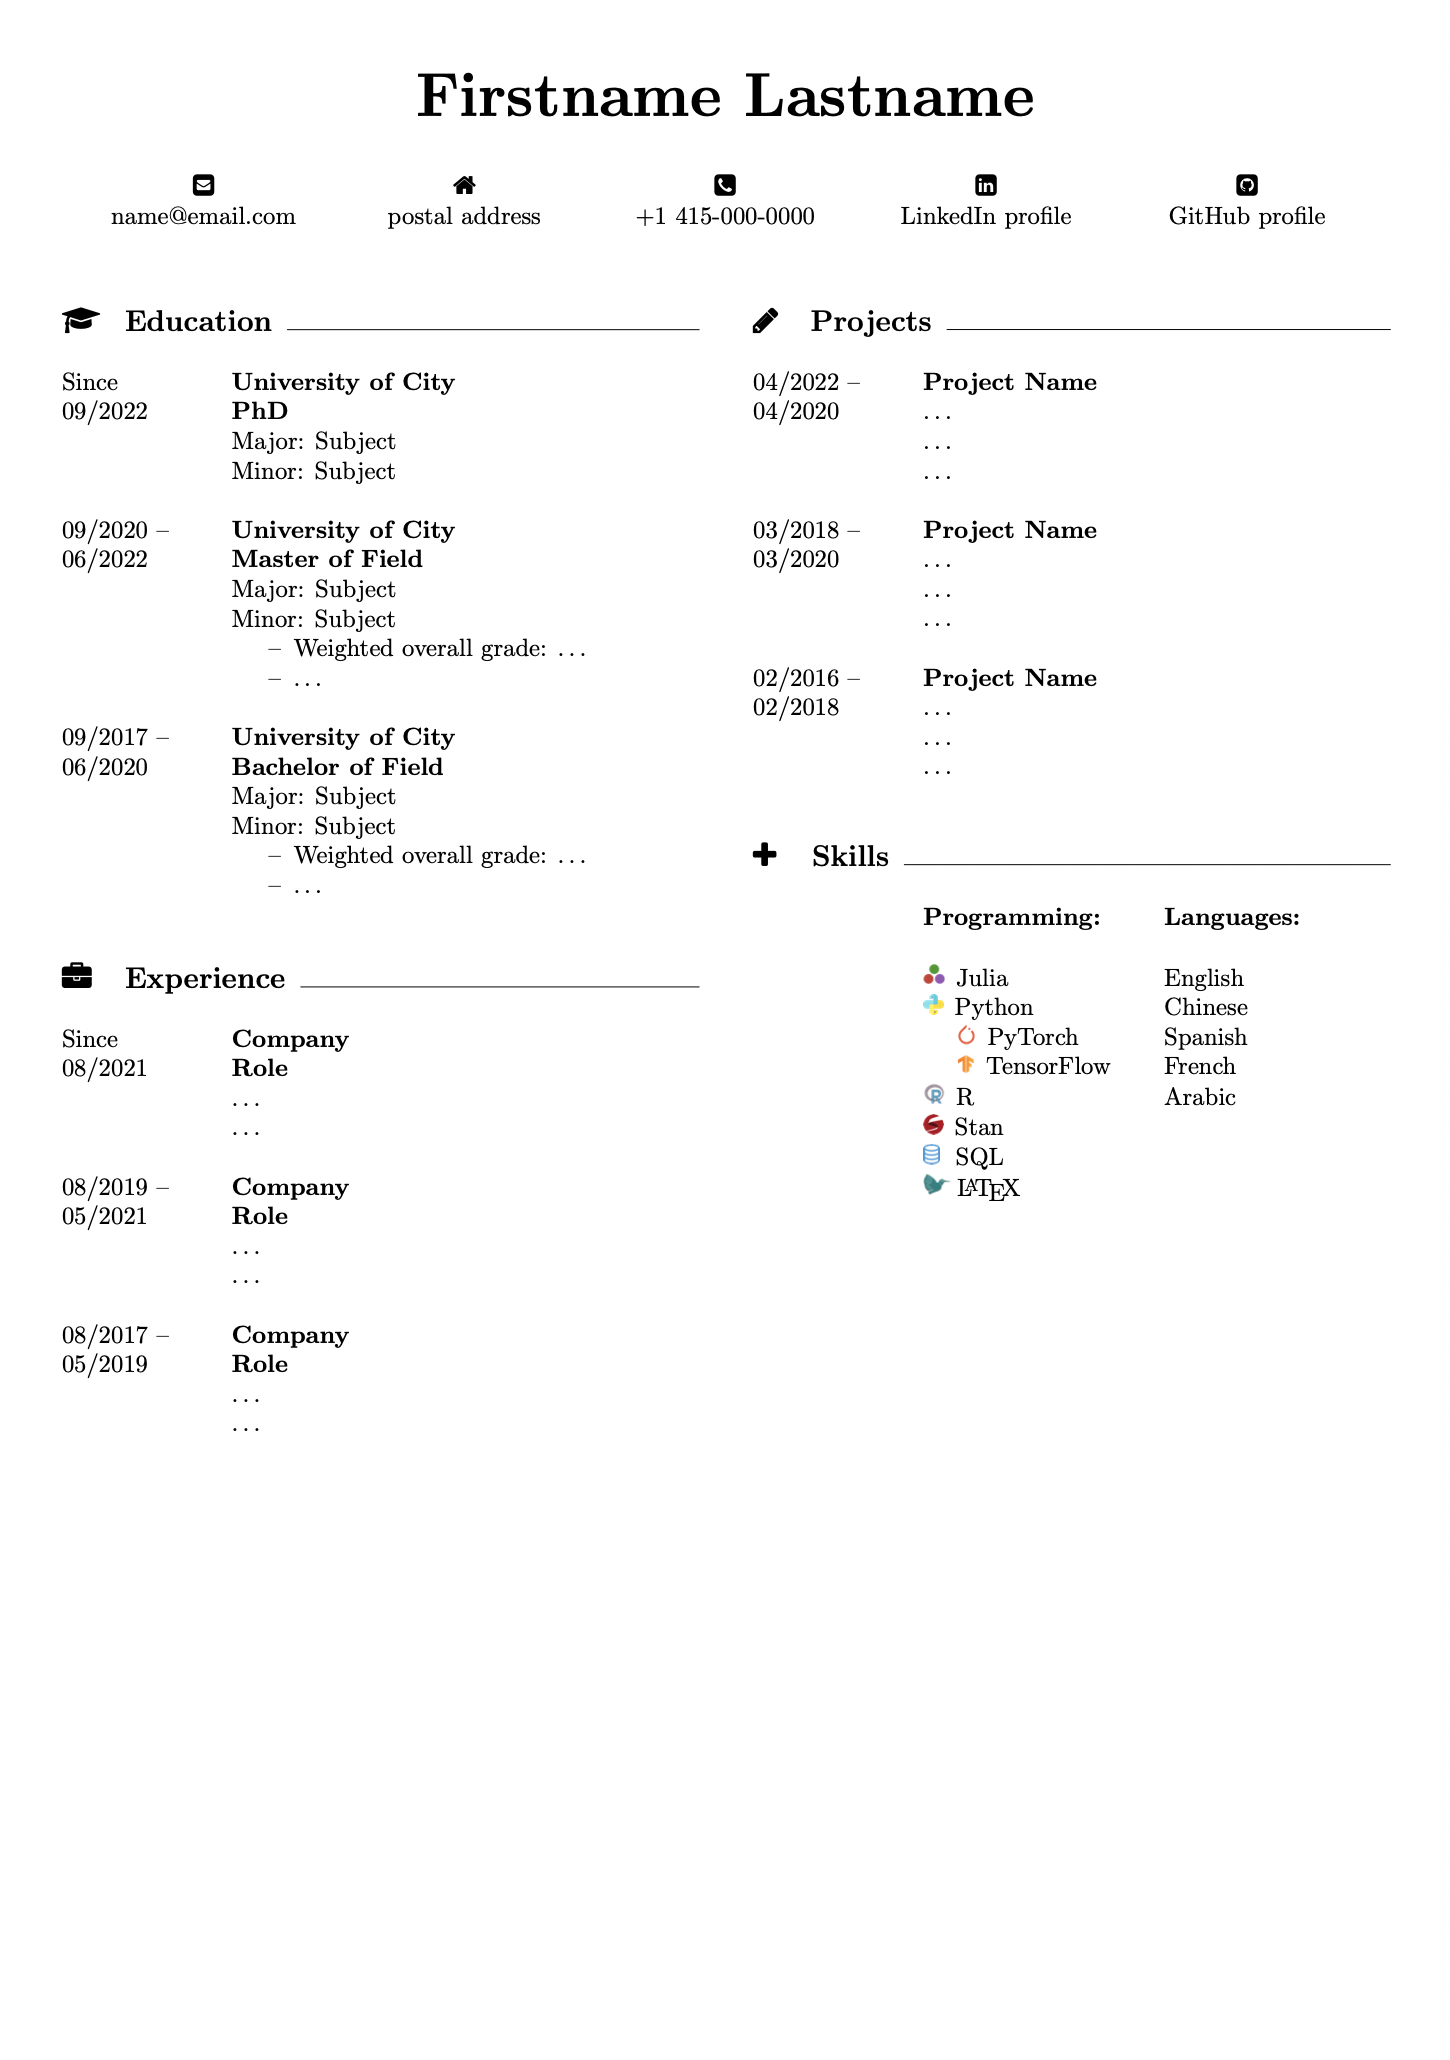 Firstname Lastname
name@email.com
postal address
+1 415-000-0000
LinkedIn profile
GitHub profile
Education
Since 09/2022 University of City
PhD
Major: Subject
Minor: Subject
09/2020 – University of City
06/2022 Master of Field
Major: Subject
Minor: Subject
– Weighted overall grade: . . .
– . . .
09/2017 – University of City
06/2020 Bachelor of Field
Major: Subject
Minor: Subject
– Weighted overall grade: . . .
– . . .
Experience
Since Company
08/2021 Role
. . .
. . .
08/2019 – Company
05/2021 Role
. . .
. . .
08/2017 – Company
05/2019 Role
. . .
. . .
Projects
04/2022 – Project Name
04/2020 . . .
. . .
. . .
03/2018 – Project Name
03/2020 . . .
. . .
. . .
02/2016 – Project Name
02/2018 . . .
. . .
. . .
Skills
Programming:
Julia
Python
PyTorch
TensorFlow
R
Stan
SQL
LATEX
Languages:
English
Chinese
Spanish
French
Arabic